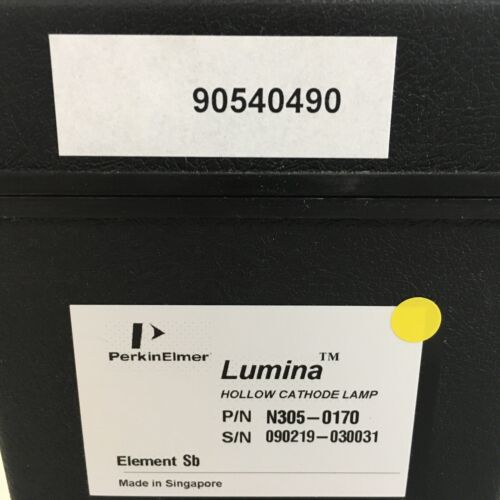 90540490
PerkinElmer
Lumina™
HOLLOW CATHODE LAMP
P/N N305-0170
S/N 090219-030031
Element Sb
Made in Singapore